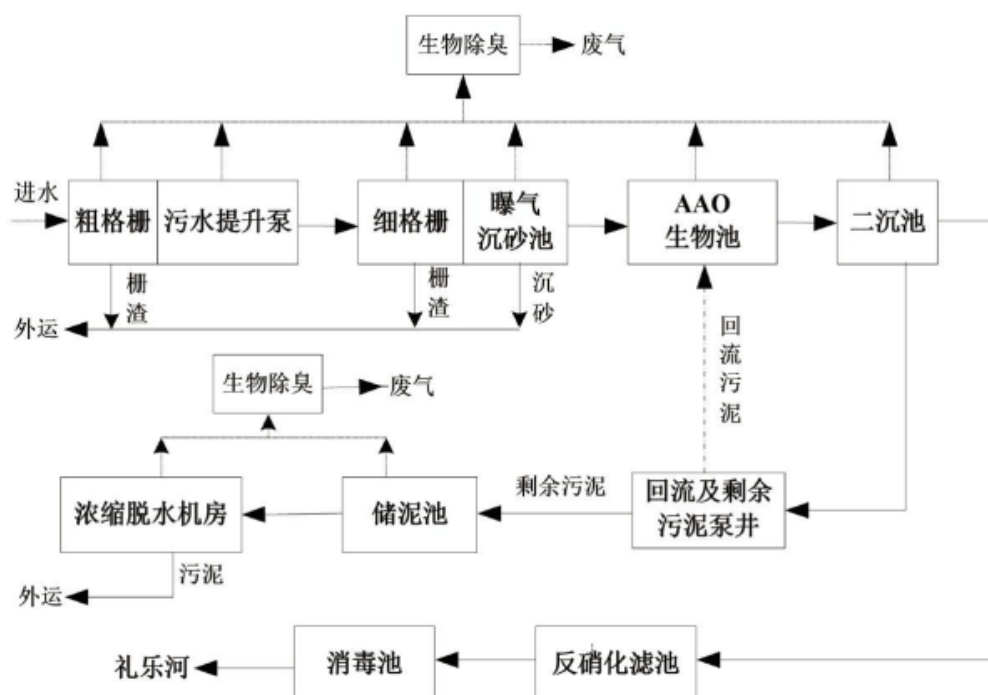 生物除臭
废气
进水
粗格栅
污水提升泵
细格栅
曝气
沉砂池
AAO
生物池
二沉池
栅渣
栅渣
沉砂
外运
回流污泥
生物除臭
废气
浓缩脱水机房
储泥池
剩余污泥
回流及剩余
污泥泵井
污泥
外运
礼乐河
消毒池
反硝化滤池